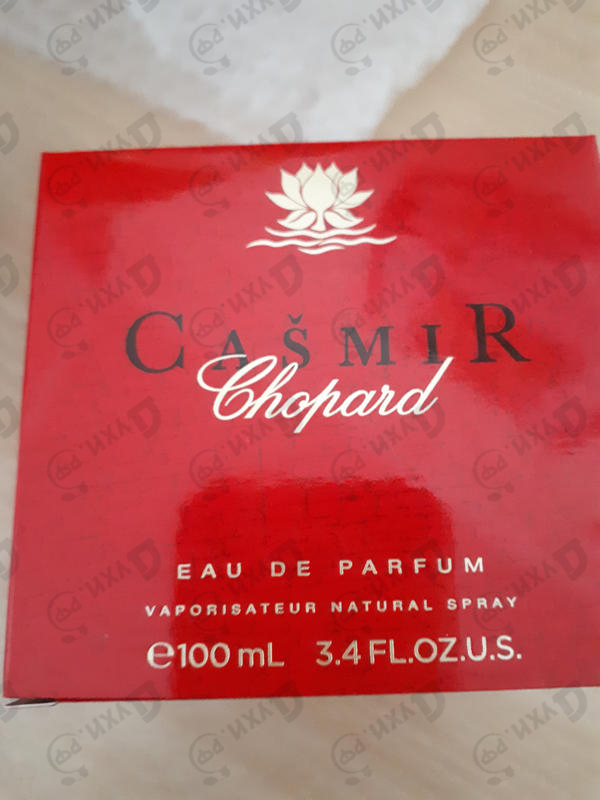 CAŠMIR
Chopard
EAU DE PARFUM
VAPORISATEUR NATURAL SPRAY
℮100 mL 3.4 FL.OZ.U.S.